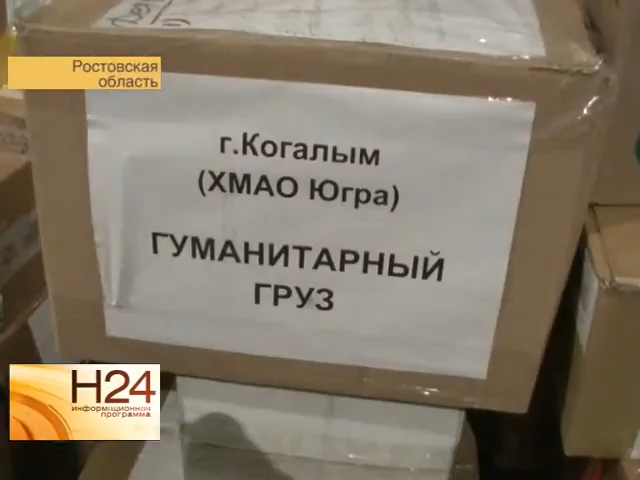 Ростовская
область
г.Когалым
(ХМАО Югра)
ГУМАНИТАРНЫЙ
ГРУЗ
Н24
информационная
программа